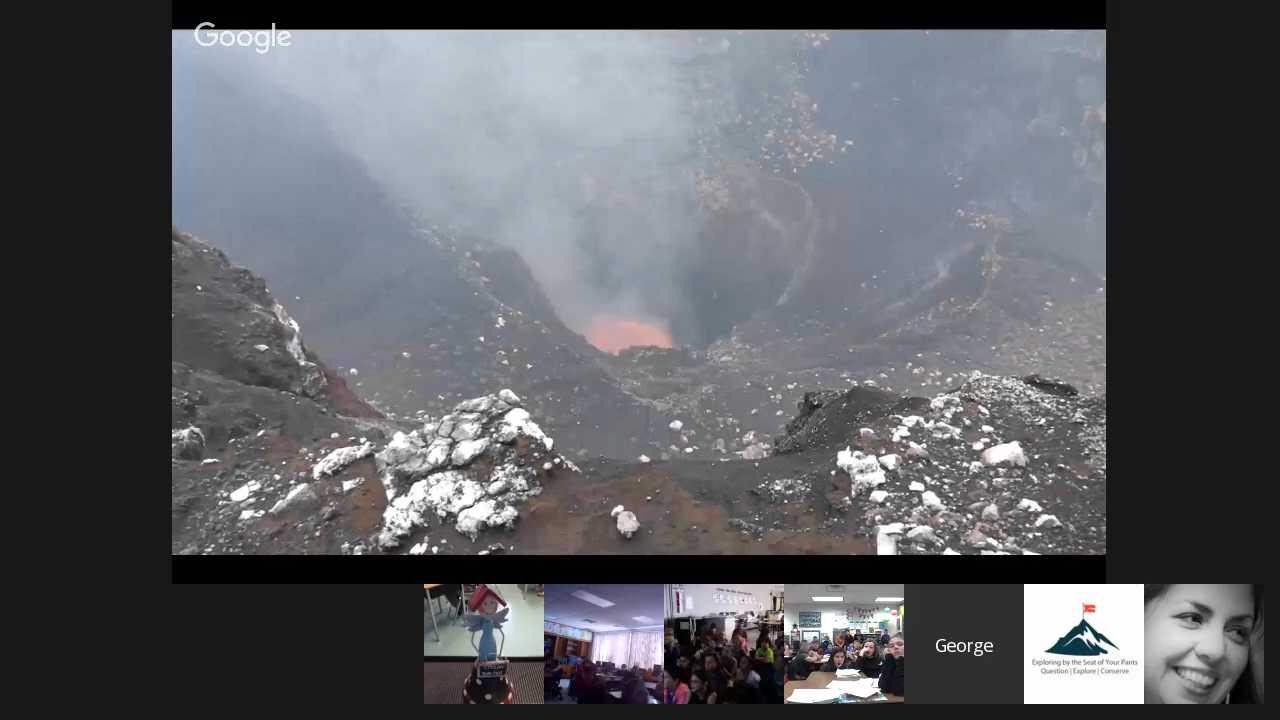 Google
George
Exploring by the Seat of Your Pants
Question | Explore | Conserve